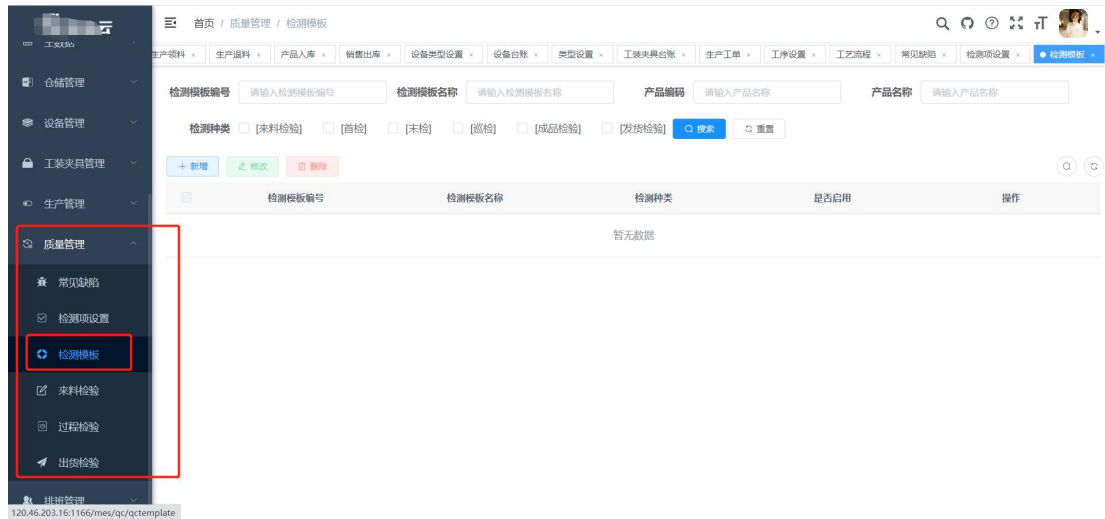 云
首页 / 质量管理 / 检测模板
生产领料 × 生产退料 × 产品入库 × 销售出库 × 设备类型设置 × 设备台账 × 类型设置 × 工装夹具台账 × 生产工单 × 工序设置 × 工艺流程 × 常见缺陷 × 检测项设置 × 检测模板 ×
仓储管理
设备管理
工装夹具管理
生产管理
质量管理
常见缺陷
检测项设置
检测模板
来料检验
过程检验
出货检验
排班管理
120.46.203.16:1166/mes/qc/qctemplate
检测模板编号 请输入检测模板编号 检测模板名称 请输入检测模板名称 产品编码 请输入产品名称 产品名称 请输入产品名称
检测种类 [来料检验] [首检] [末检] [巡检] [成品检验] [发货检验] 搜索 重置
+ 新增 修改 删除
检测模板编号 检测模板名称 检测种类 是否启用 操作
暂无数据